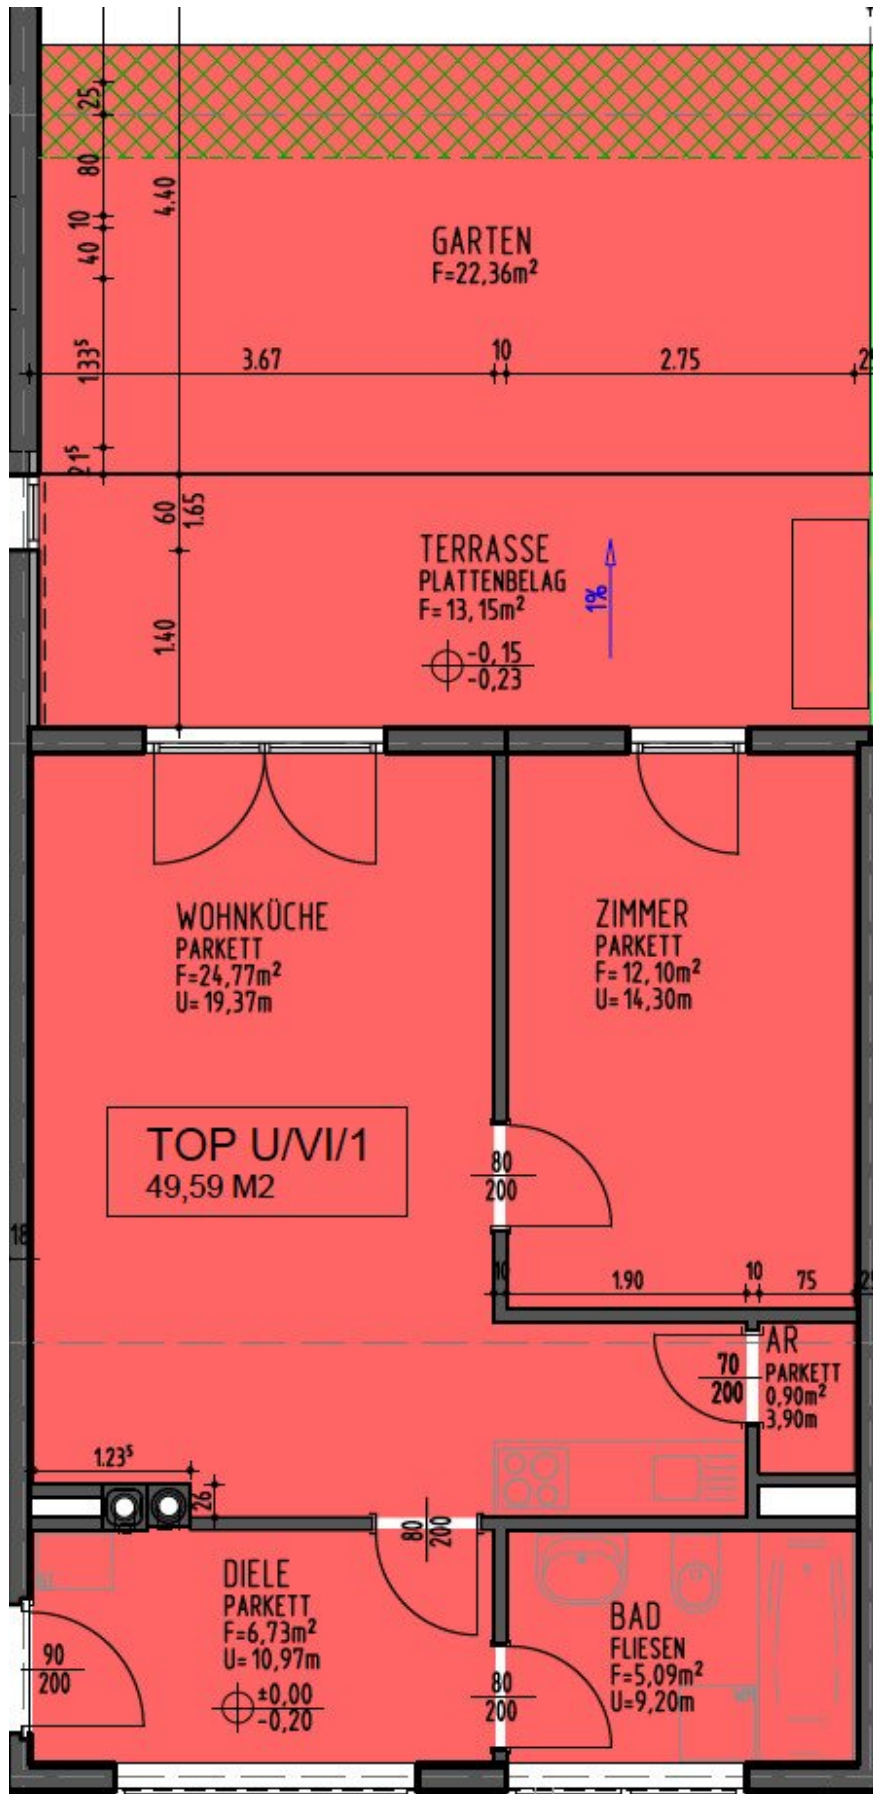 25
80
10
40
1.33⁵
21⁵
4.40
GARTEN
F=22,36m²
3.67
10
2.75
60
1.65
1.40
TERRASSE
PLATTENBELAG
F=13,15m²
-0,15
-0,23
1%
WOHNKÜCHE
PARKETT
F=24,77m²
U=19,37m
ZIMMER
PARKETT
F=12,10m²
U=14,30m
TOP U/VI/1
49,59 M2
80
200
18
10
1.90
10
75
AR
PARKETT
0,90m²
3,90m
70
200
1.23⁵
26
80
200
DIELE
PARKETT
F=6,73m²
U=10,97m
±0,00
-0,20
90
200
80
200
BAD
FLIESEN
F=5,09m²
U=9,20m